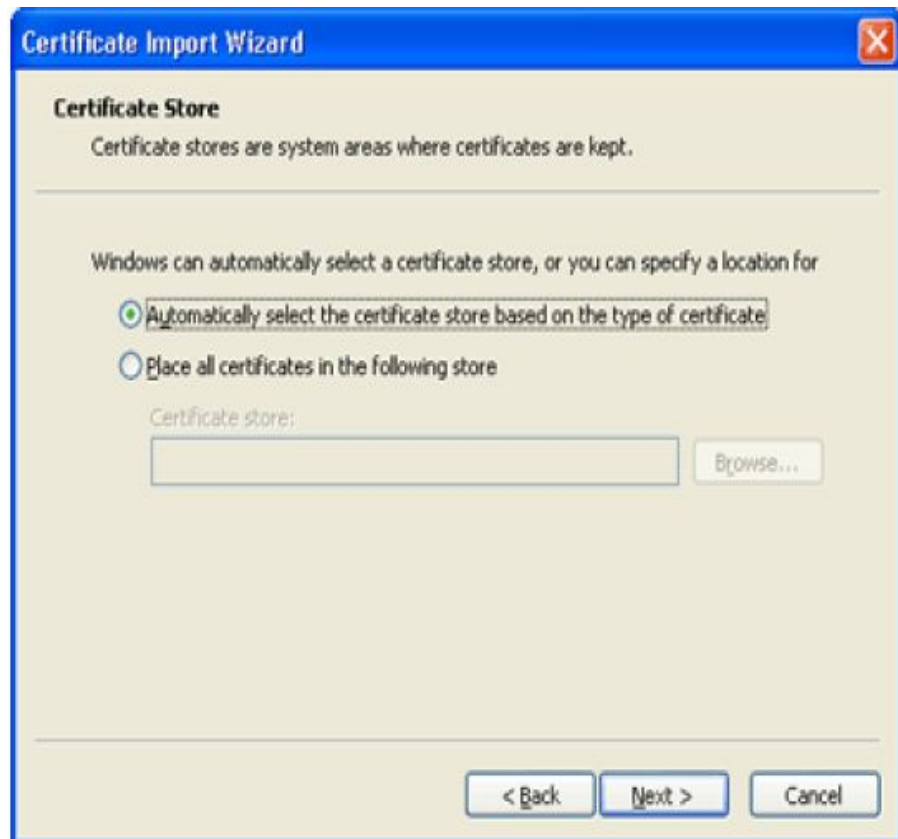 Certificate Import Wizard
Certificate Store
Certificate stores are system areas where certificates are kept.
Windows can automatically select a certificate store, or you can specify a location for
Automatically select the certificate store based on the type of certificate
Place all certificates in the following store
Certificate store:
Browse...
< Back
Next >
Cancel